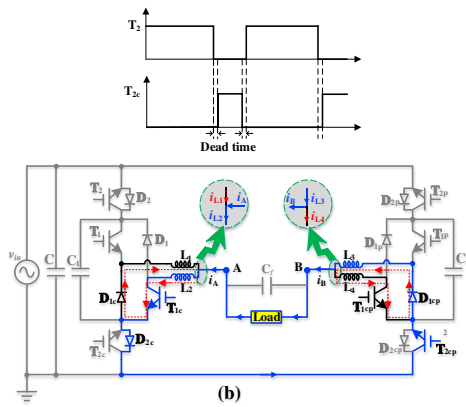 T2
T2c
Dead time
iL1 iA
iL2
iB iL3
iL4
T2 D2
D2p T2p
T1 D1
D1p T1p
vin C C1
L1
L2
A Cf B
L3
L4
iA
iB
D1c T1c
T1cp D1cp
Load
T2c D2c
D2cp T2cp
2
C
(b)